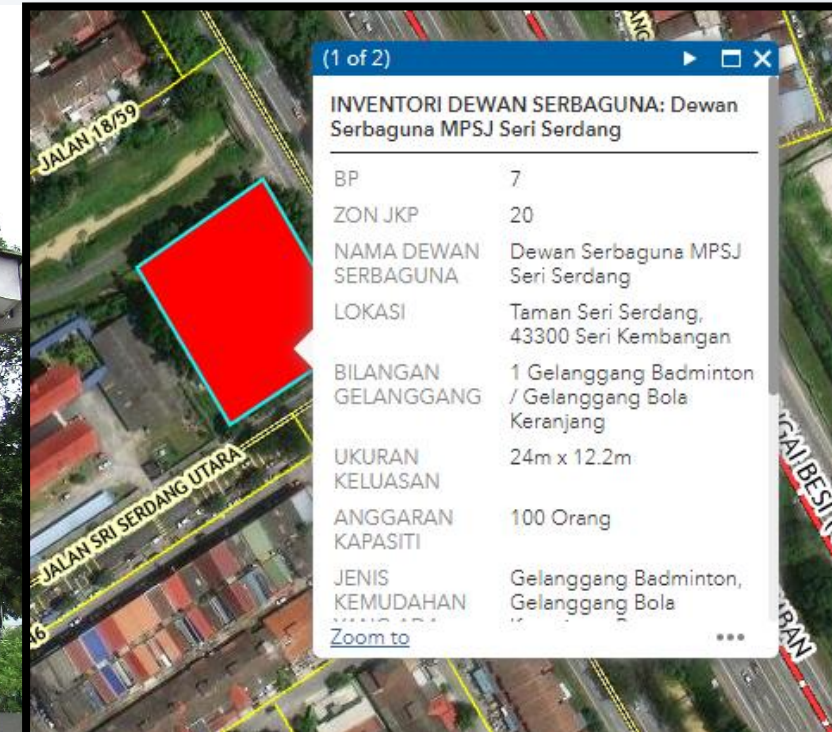 (1 of 2)
INVENTORI DEWAN SERBAGUNA: Dewan
Serbaguna MPSJ Seri Serdang
BP 7
ZON JKP 20
NAMA DEWAN Dewan Serbaguna MPSJ
SERBAGUNA Seri Serdang
LOKASI Taman Seri Serdang,
43300 Seri Kembangan
BILANGAN 1 Gelanggang Badminton
GELANGGANG / Gelanggang Bola
Keranjang
UKURAN 24m x 12.2m
KELUASAN
ANGGARAN 100 Orang
KAPASITI
JENIS Gelanggang Badminton,
KEMUDAHAN Gelanggang Bola
Zoom to
JALAN 18/59
JALAN SRI SERDANG UTARA
BESI